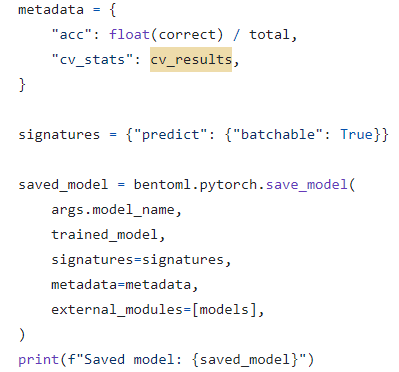 metadata = {
    "acc": float(correct) / total,
    "cv_stats": cv_results,
}

signatures = {"predict": {"batchable": True}}

saved_model = bentoml.pytorch.save_model(
    args.model_name,
    trained_model,
    signatures=signatures,
    metadata=metadata,
    external_modules=[models],
)
print(f"Saved model: {saved_model}")